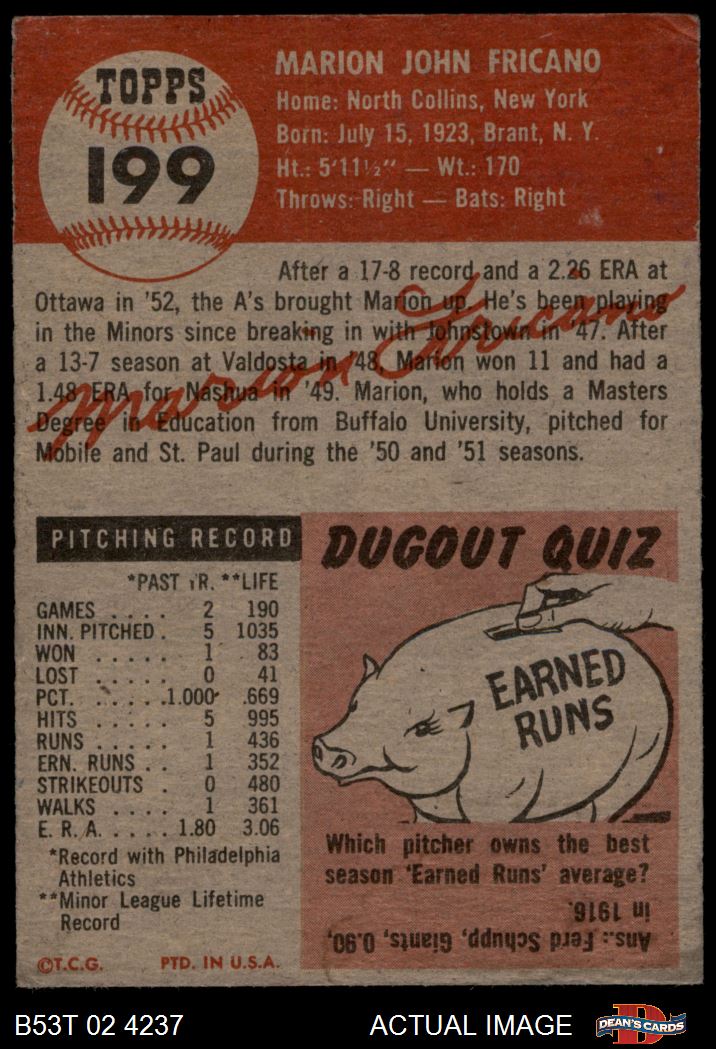 TOPPS
199
MARION JOHN FRICANO
Home: North Collins, New York
Born: July 15, 1923, Brant, N. Y.
Ht.: 5'11½" — Wt.: 170
Throws: Right — Bats: Right
After a 17-8 record and a 2.26 ERA at
Ottawa in '52, the A's brought Marion up. He's been playing
in the Minors since breaking in with Johnstown in '47. After
a 13-7 season at Valdosta in '48, Marion won 11 and had a
1.48 ERA for Nashua in '49. Marion, who holds a Masters
Degree in Education from Buffalo University, pitched for
Mobile and St. Paul during the '50 and '51 seasons.
Marion Fricano
PITCHING RECORD
*PAST YR. **LIFE
GAMES .... 2 190
INN. PITCHED . 5 1035
WON ..... 1 83
LOST ..... 0 41
PCT. .....1.000 .669
HITS ..... 5 995
RUNS ..... 1 436
ERN. RUNS .. 1 352
STRIKEOUTS . 0 480
WALKS .... 1 361
E. R. A. .... 1.80 3.06
*Record with Philadelphia
Athletics
**Minor League Lifetime
Record
©T.C.G. PTD. IN U.S.A.
DUGOUT QUIZ
EARNED
RUNS
Which pitcher owns the best
season 'Earned Runs' average?
Ans.: Ferd Schupp, Giants, 0.90,
in 1916.
B53T 02 4237
ACTUAL IMAGE
D
DEAN'S CARDS